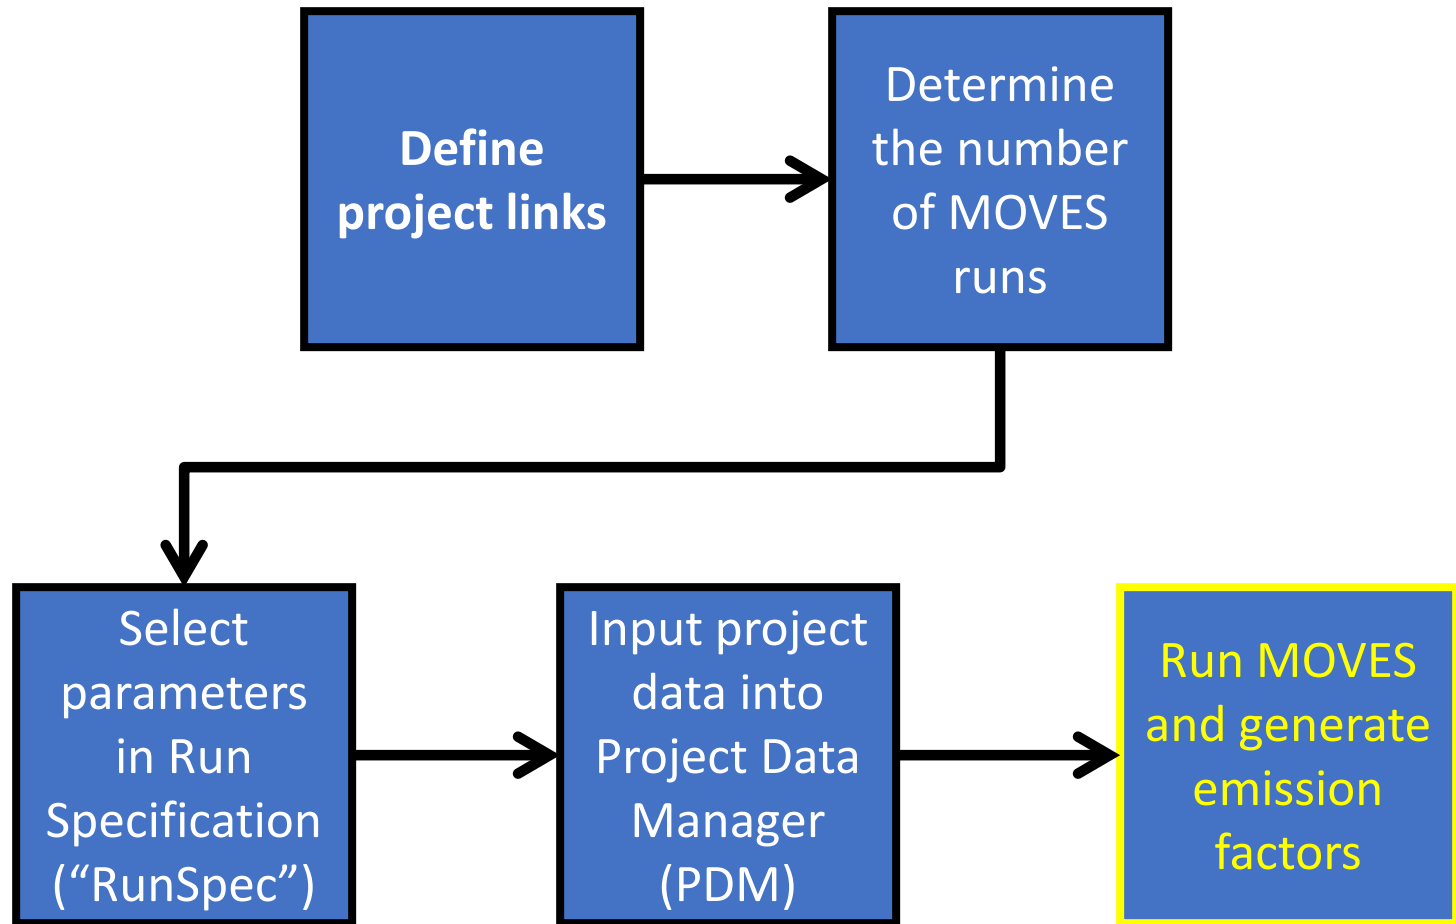 Define
project links
Determine
the number
of MOVES
runs
Select
parameters
in Run
Specification
(“RunSpec”)
Input project
data into
Project Data
Manager
(PDM)
Run MOVES
and generate
emission
factors